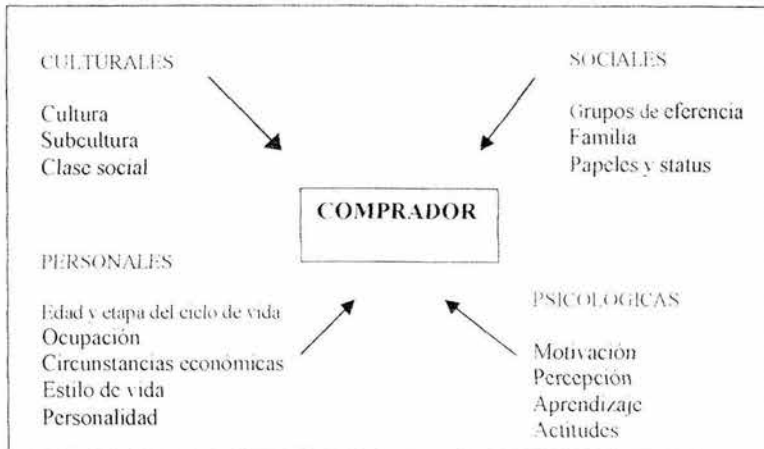 CULTURALES
Cultura
Subcultura
Clase social
SOCIALES
Grupos de eferencia
Familia
Papeles y status
COMPRADOR
PERSONALES
Edad y etapa del ciclo de vida
Ocupación
Circunstancias económicas
Estilo de vida
Personalidad
PSICOLOGICAS
Motivación
Percepción
Aprendizaje
Actitudes